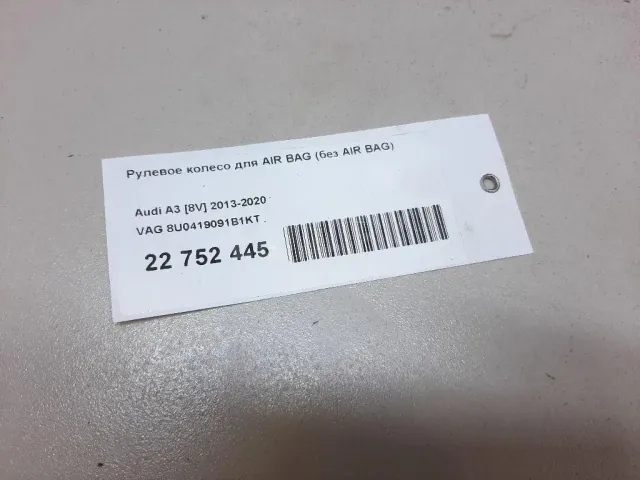 Рулевое колесо для AIR BAG (без AIR BAG)
Audi A3 [8V] 2013-2020
VAG 8U0419091B1KT .
22 752 445